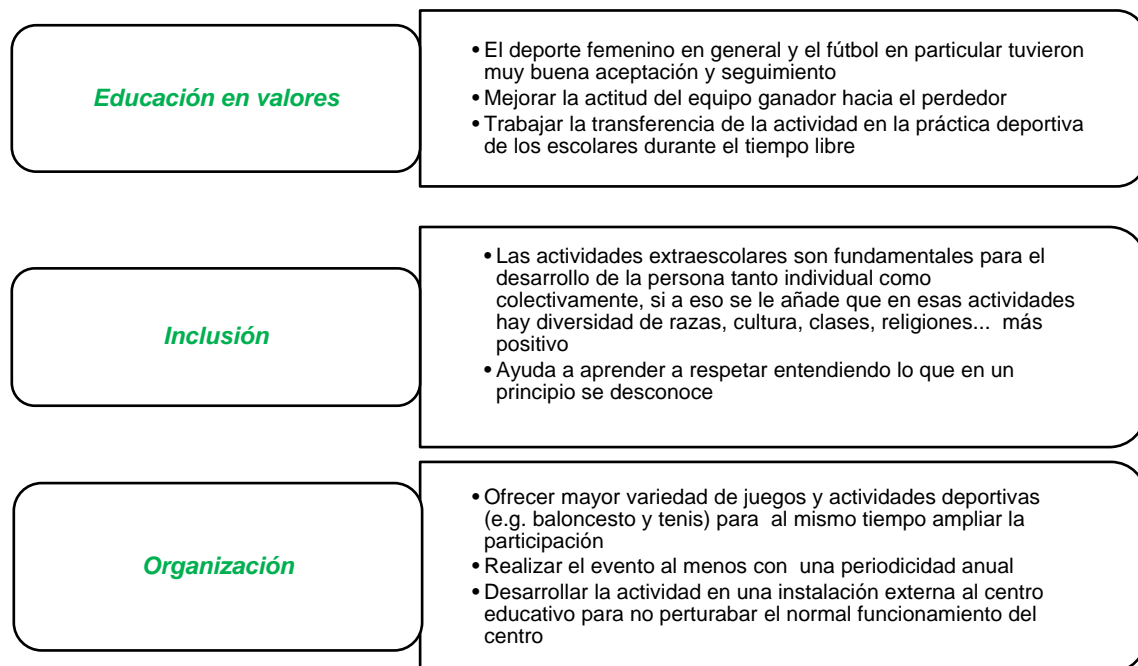 Educación en valores
• El deporte femenino en general y el fútbol en particular tuvieron
muy buena aceptación y seguimiento
• Mejorar la actitud del equipo ganador hacia el perdedor
• Trabajar la transferencia de la actividad en la práctica deportiva
de los escolares durante el tiempo libre
Inclusión
• Las actividades extraescolares son fundamentales para el
desarrollo de la persona tanto individual como
colectivamente, si a eso se le añade que en esas actividades
hay diversidad de razas, cultura, clases, religiones... más
positivo
• Ayuda a aprender a respetar entendiendo lo que en un
principio se desconoce
Organización
• Ofrecer mayor variedad de juegos y actividades deportivas
(e.g. baloncesto y tenis) para al mismo tiempo ampliar la
participación
• Realizar el evento al menos con una periodicidad anual
• Desarrollar la actividad en una instalación externa al centro
educativo para no perturabar el normal funcionamiento del
centro